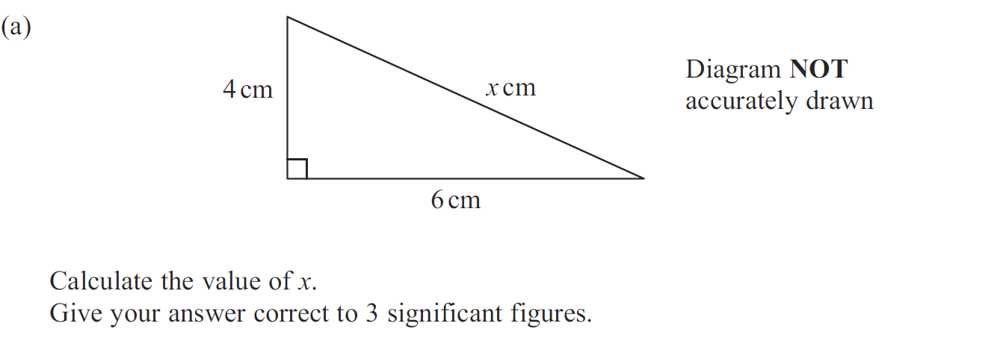 (a)
4 cm
x cm
Diagram NOT
accurately drawn
6 cm
Calculate the value of x.
Give your answer correct to 3 significant figures.